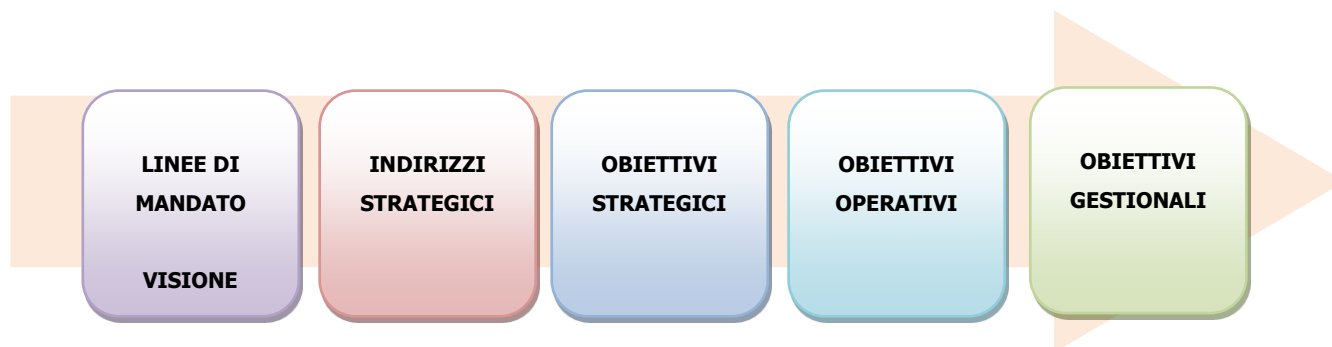 LINEE DI
MANDATO
VISIONE
INDIRIZZI
STRATEGICI
OBIETTIVI
STRATEGICI
OBIETTIVI
OPERATIVI
OBIETTIVI
GESTIONALI